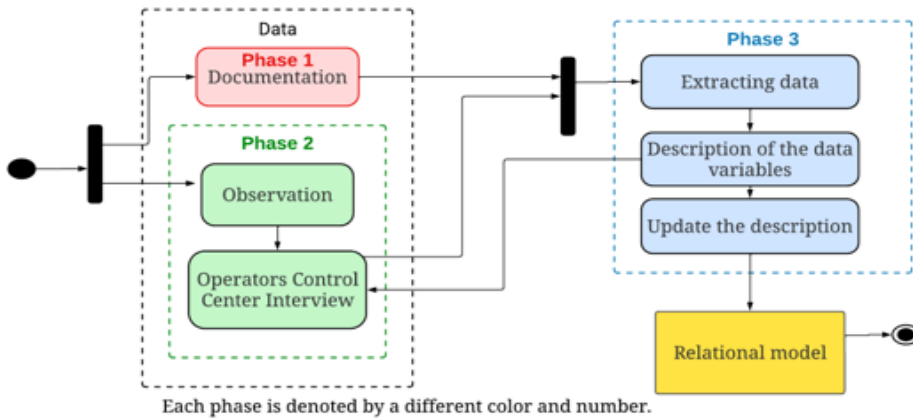 Data
Phase 1
Documentation
Phase 2
Observation
Operators Control
Center Interview
Phase 3
Extracting data
Description of the data
variables
Update the description
Relational model
Each phase is denoted by a different color and number.